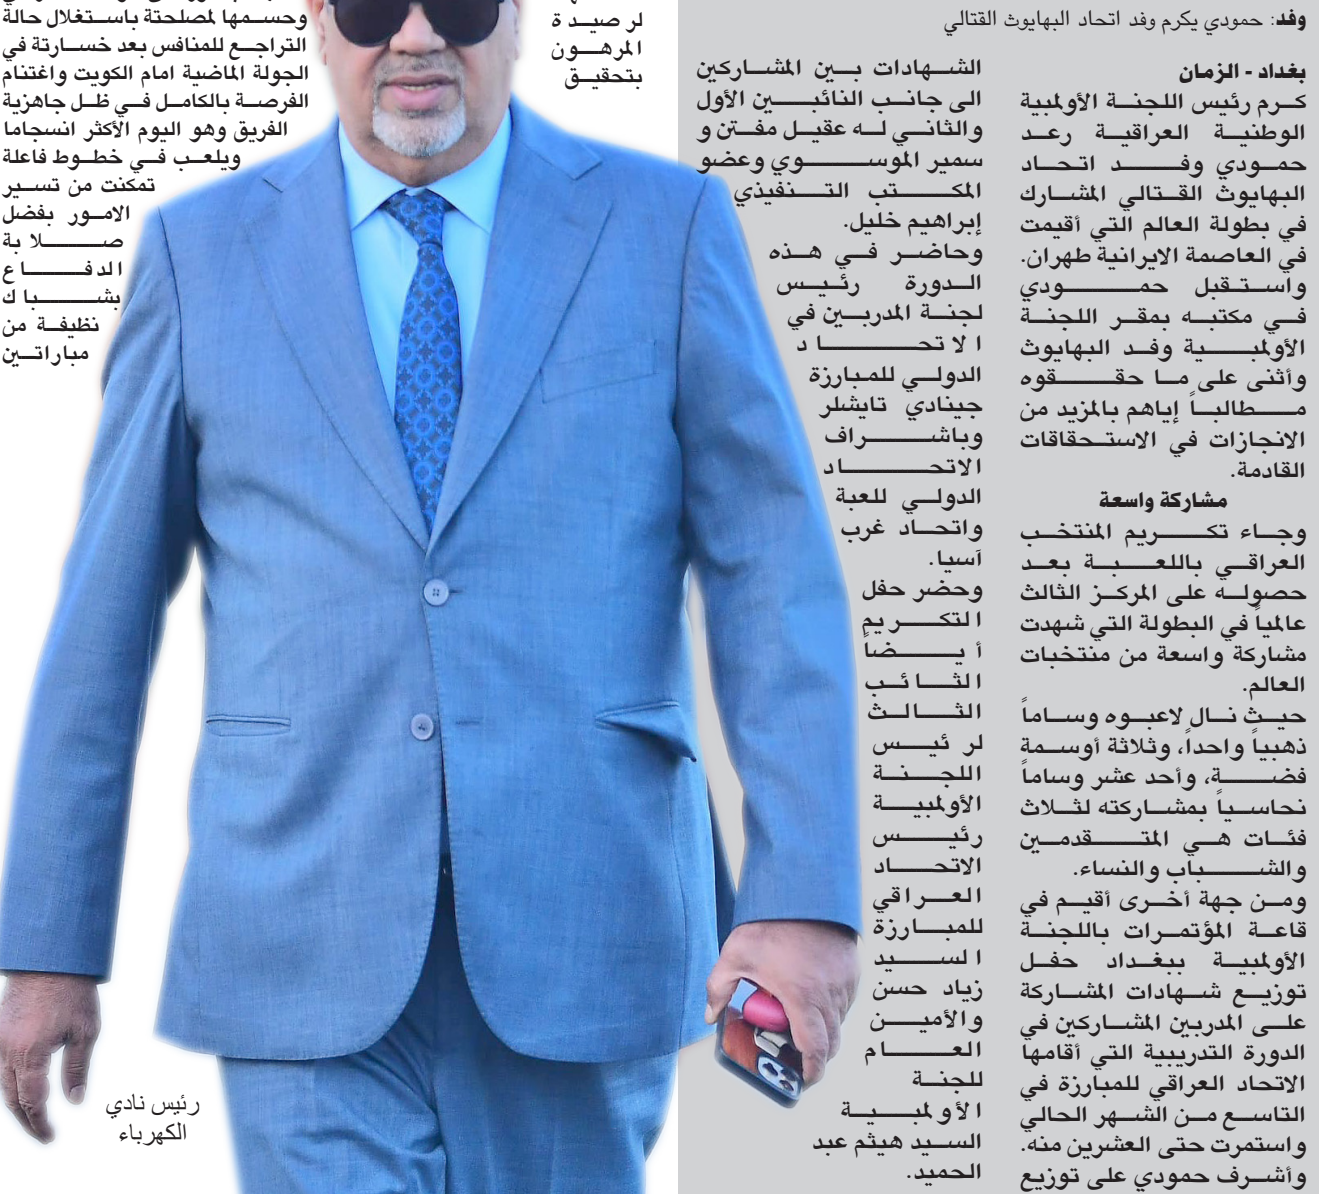 وفد: حمودي يكرم وفد اتحاد البهايوث القتالي
بغداد - الزمان
كرم رئيس اللجنة الأولمبية
الوطنية العراقية رعد
حمودي وفد اتحاد
البهايوث القتالي المشارك
في بطولة العالم التي أقيمت
في العاصمة الايرانية طهران.
واستقبل حمودي
في مكتبه بمقر اللجنة
الأولمبية وفد البهايوث
وأثنى على ما حققوه
مطالباً إياهم بالمزيد من
الانجازات في الاستحقاقات
القادمة.
مشاركة واسعة
وجاء تكريم المنتخب
العراقي باللعبة بعد
حصوله على المركز الثالث
عالمياً في البطولة التي شهدت
مشاركة واسعة من منتخبات
العالم.
حيث نال لاعبوه وساماً
ذهبياً واحداً، وثلاثة أوسمة
فضة، وأحد عشر وساماً
نحاسياً بمشاركته لثلاث
فئات هي المتقدمين
والشباب والنساء.
ومن جهة أخرى أقيم في
قاعة المؤتمرات باللجنة
الأولمبية ببغداد حفل
توزيع شهادات المشاركة
على المدربين المشاركين في
الدورة التدريبية التي أقامها
الاتحاد العراقي للمبارزة في
التاسع من الشهر الحالي
واستمرت حتى العشرين منه.
وأشرف حمودي على توزيع
الشهادات بين المشاركين
الى جانب النائبين الأول
والثاني له عقيل مفتن و
سمير الموسوي وعضو
المكتب التنفيذي
إبراهيم خليل.
وحاضر في هذه
الدورة رئيس
لجنة المدربين في
الاتحاد
الدولي للمبارزة
جينادي تايشلر
وباشراف
الاتحاد
الدولي للعبة
واتحاد غرب
آسيا.
وحضر حفل
التكريم
أيضاً
الثائب
الثالث
لرئيس
اللجنة
الأولمبية
رئيس
الاتحاد
العراقي
للمبارزة
السيد
زياد حسن
والأمين
العام
للجنة
الأولمبية
السيد هيثم عبد
الحميد.
لرصيدة
المرهون
بتحقيق
وحسمها لمصلحتة باستغلال حالة
التراجع للمنافس بعد خسارتة في
الجولة الماضية امام الكويت واغتنام
الفرصة بالكامل في ظل جاهزية
الفريق وهو اليوم الأكثر انسجاما
ويلعب في خطوط فاعلة
تمكنت من تسير
الامور بفضل
صلابة
الدفاع
بشباك
نظيفة من
مباراتين
رئيس نادي
الكهرباء